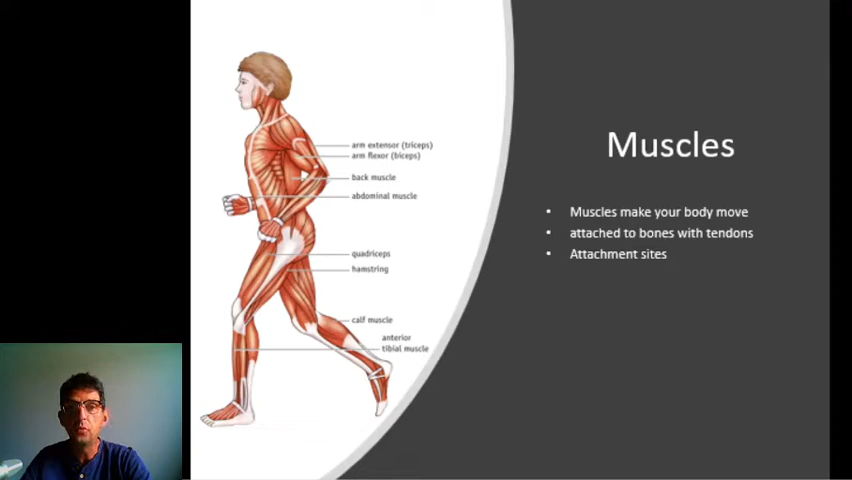 arm extensor (triceps)
arm flexor (biceps)
back muscle
abdominal muscle
quadriceps
hamstring
calf muscle
anterior
tibial muscle
Muscles
• Muscles make your body move
• attached to bones with tendons
• Attachment sites